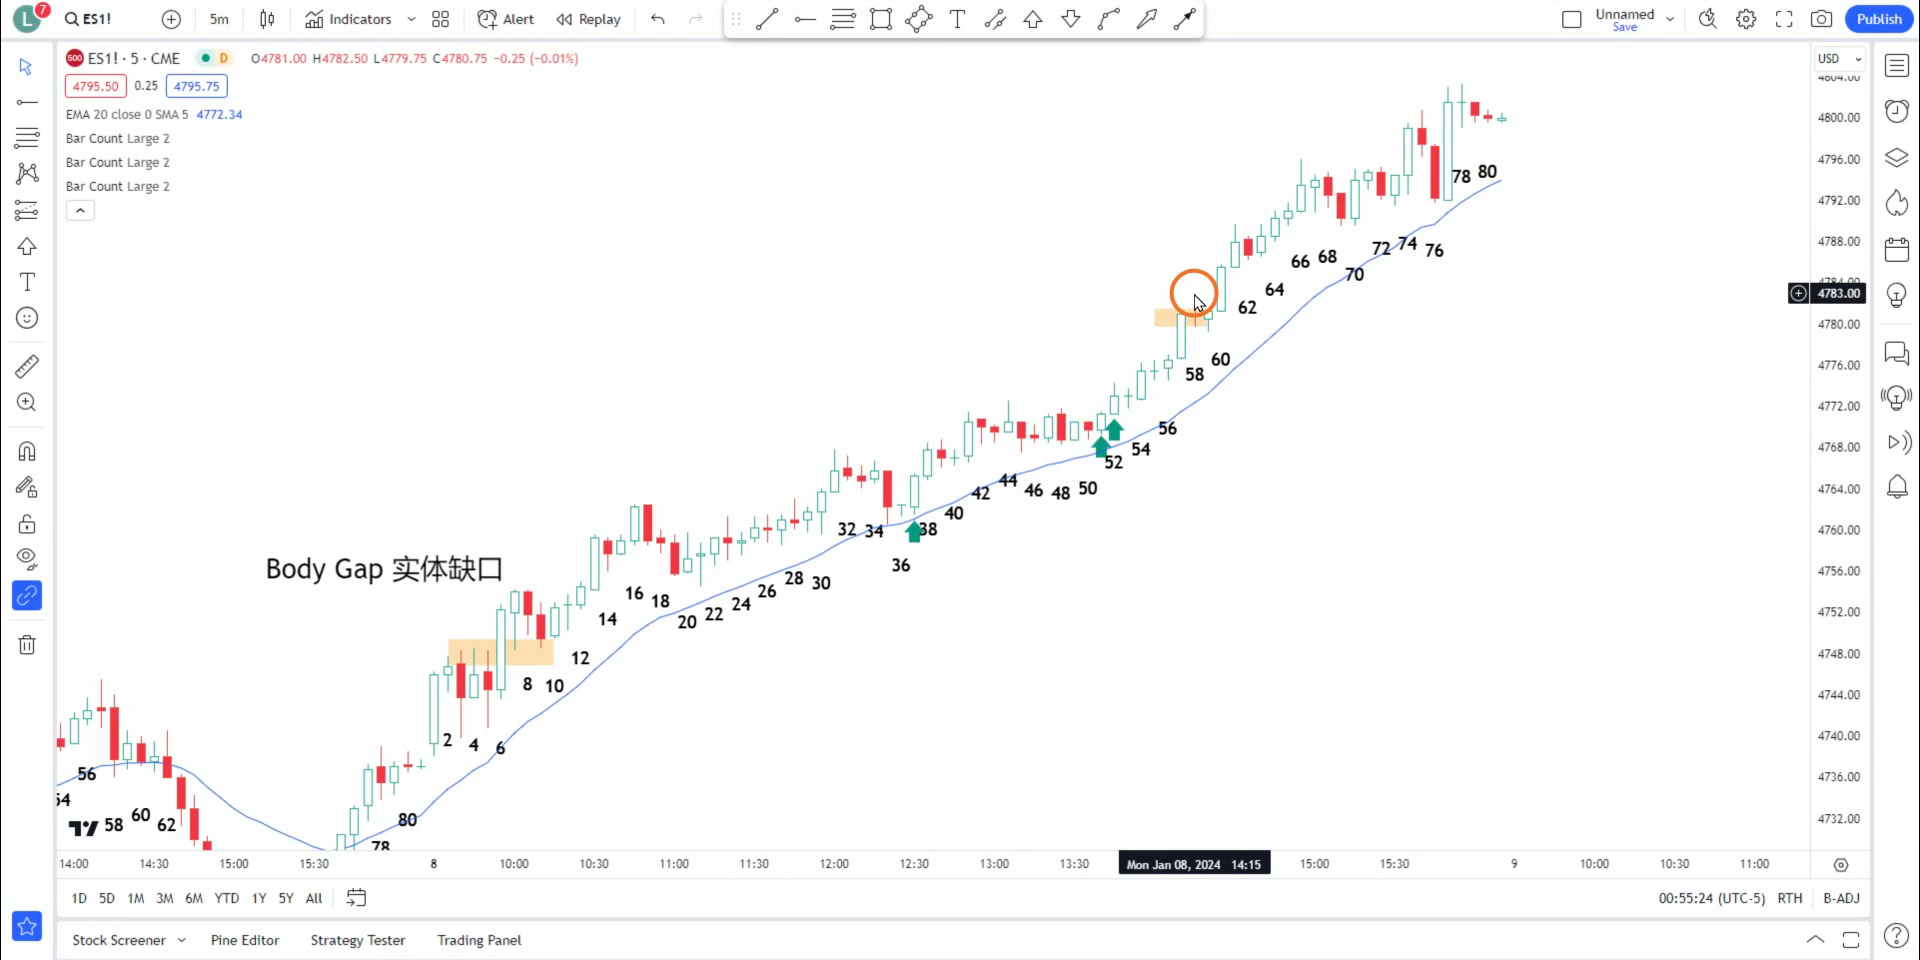 L 7 ES1! 5m Indicators Alert Replay Unnamed Save Publish
500 ES1! · 5 · CME D O4781.00 H4782.50 L4779.75 C4780.75 −0.25 (−0.01%) USD
4795.50 0.25 4795.75
EMA 20 close 0 SMA 5 4772.34
Bar Count Large 2
Bar Count Large 2
Bar Count Large 2
4804.00
4800.00
4796.00
4792.00
4788.00
4784.00
4783.00
4780.00
4776.00
4772.00
4768.00
4764.00
4760.00
4756.00
4752.00
4748.00
4744.00
4740.00
4736.00
4732.00
Body Gap 实体缺口
54 56 58 60 62 78 80
2 4 6 8 10 12 14 16 18 20 22 24 26 28 30 32 34 36 38 40 42 44 46 48 50 52 54 56 58 60 62 64 66 68 70 72 74 76 78 80
14:00 14:30 15:00 15:30 8 10:00 10:30 11:00 11:30 12:00 12:30 13:00 13:30 Mon Jan 08, 2024 14:15 15:00 15:30 9 10:00 10:30 11:00
1D 5D 1M 3M 6M YTD 1Y 5Y All 00:55:24 (UTC-5) RTH B-ADJ
Stock Screener Pine Editor Strategy Tester Trading Panel